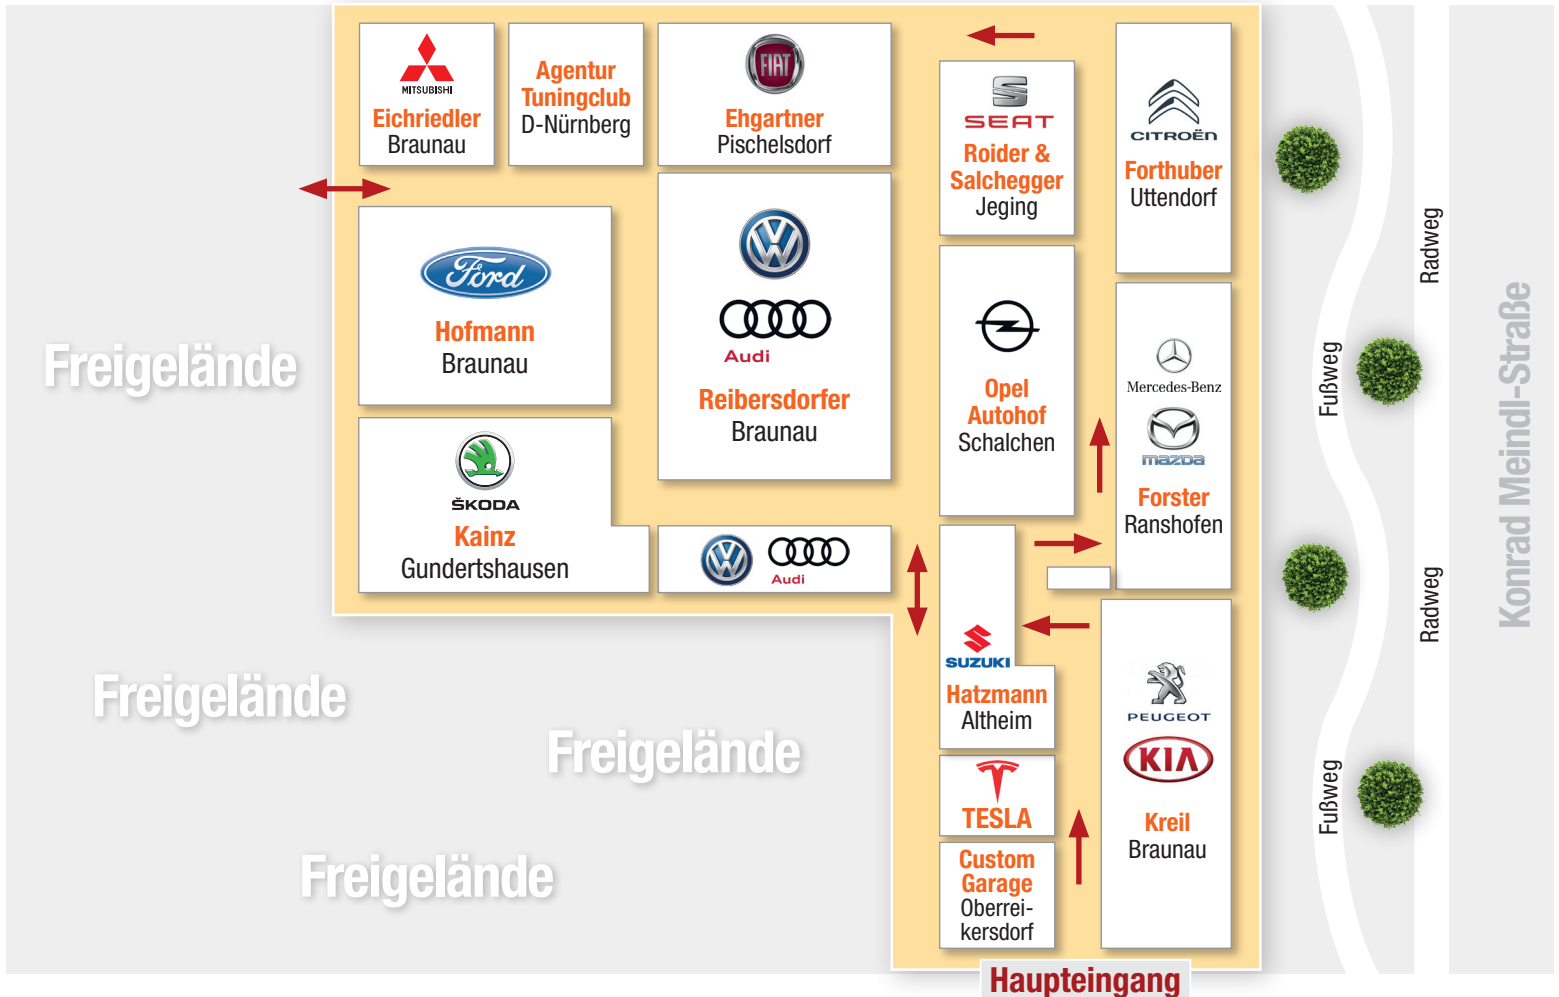 MITSUBISHI
Eichriedler
Braunau
Agentur
Tuningclub
D-Nürnberg
FIAT
Ehgartner
Pischelsdorf
SEAT
Roider &
Salchegger
Jeging
CITROËN
Forthuber
Uttendorf
Ford
Hofmann
Braunau
Audi
Reibersdorfer
Braunau
Opel
Autohof
Schalchen
Mercedes-Benz
mazda
Forster
Ranshofen
ŠKODA
Kainz
Gundertshausen
Audi
SUZUKI
Hatzmann
Altheim
PEUGEOT
KIA
Kreil
Braunau
TESLA
Custom
Garage
Oberrei-
kersdorf
Haupteingang
Freigelände
Freigelände
Freigelände
Freigelände
Fußweg
Fußweg
Radweg
Radweg
Konrad Meindl-Straße